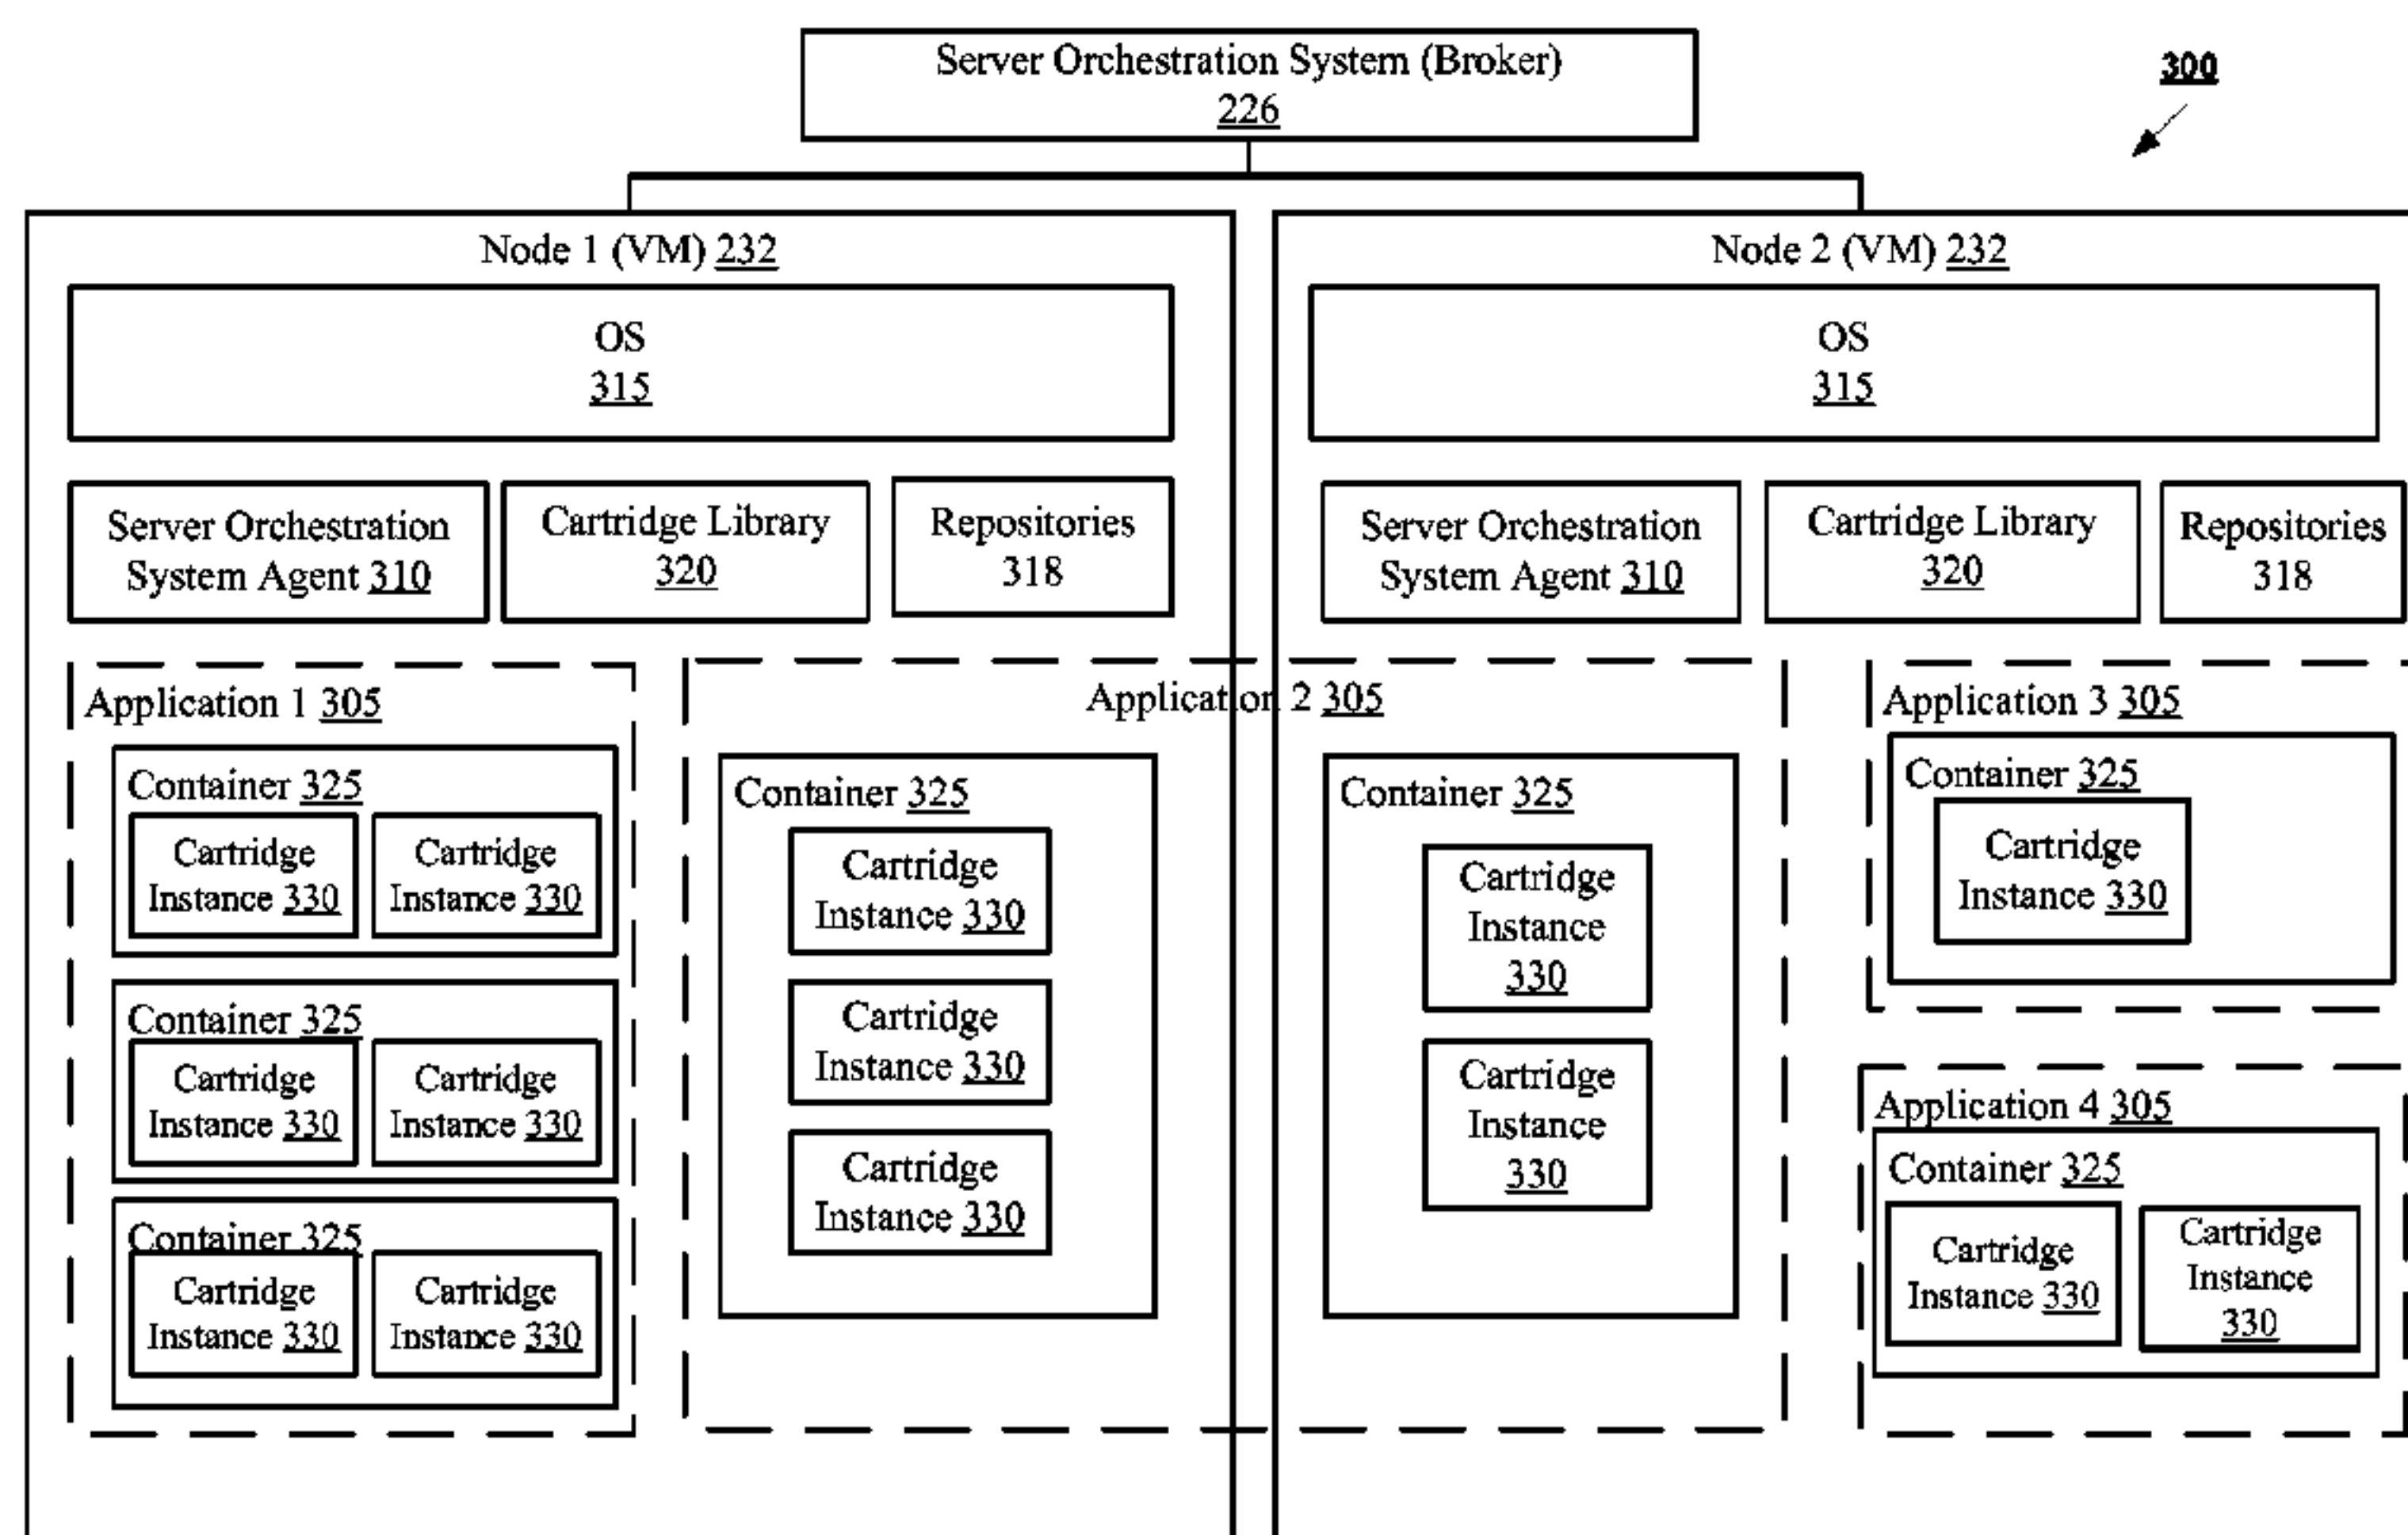 Server Orchestration System (Broker)
226
300
Node 1 (VM) 232
OS
315
Server Orchestration
System Agent 310
Cartridge Library
320
Repositories
318
Node 2 (VM) 232
OS
315
Server Orchestration
System Agent 310
Cartridge Library
320
Repositories
318
Application 1 305
Container 325
Cartridge
Instance 330
Cartridge
Instance 330
Container 325
Cartridge
Instance 330
Cartridge
Instance 330
Container 325
Cartridge
Instance 330
Cartridge
Instance 330
Application 2 305
Container 325
Cartridge
Instance 330
Cartridge
Instance 330
Cartridge
Instance 330
Container 325
Cartridge
Instance
330
Cartridge
Instance
330
Application 3 305
Container 325
Cartridge
Instance 330
Application 4 305
Container 325
Cartridge
Instance 330
Cartridge
Instance
330